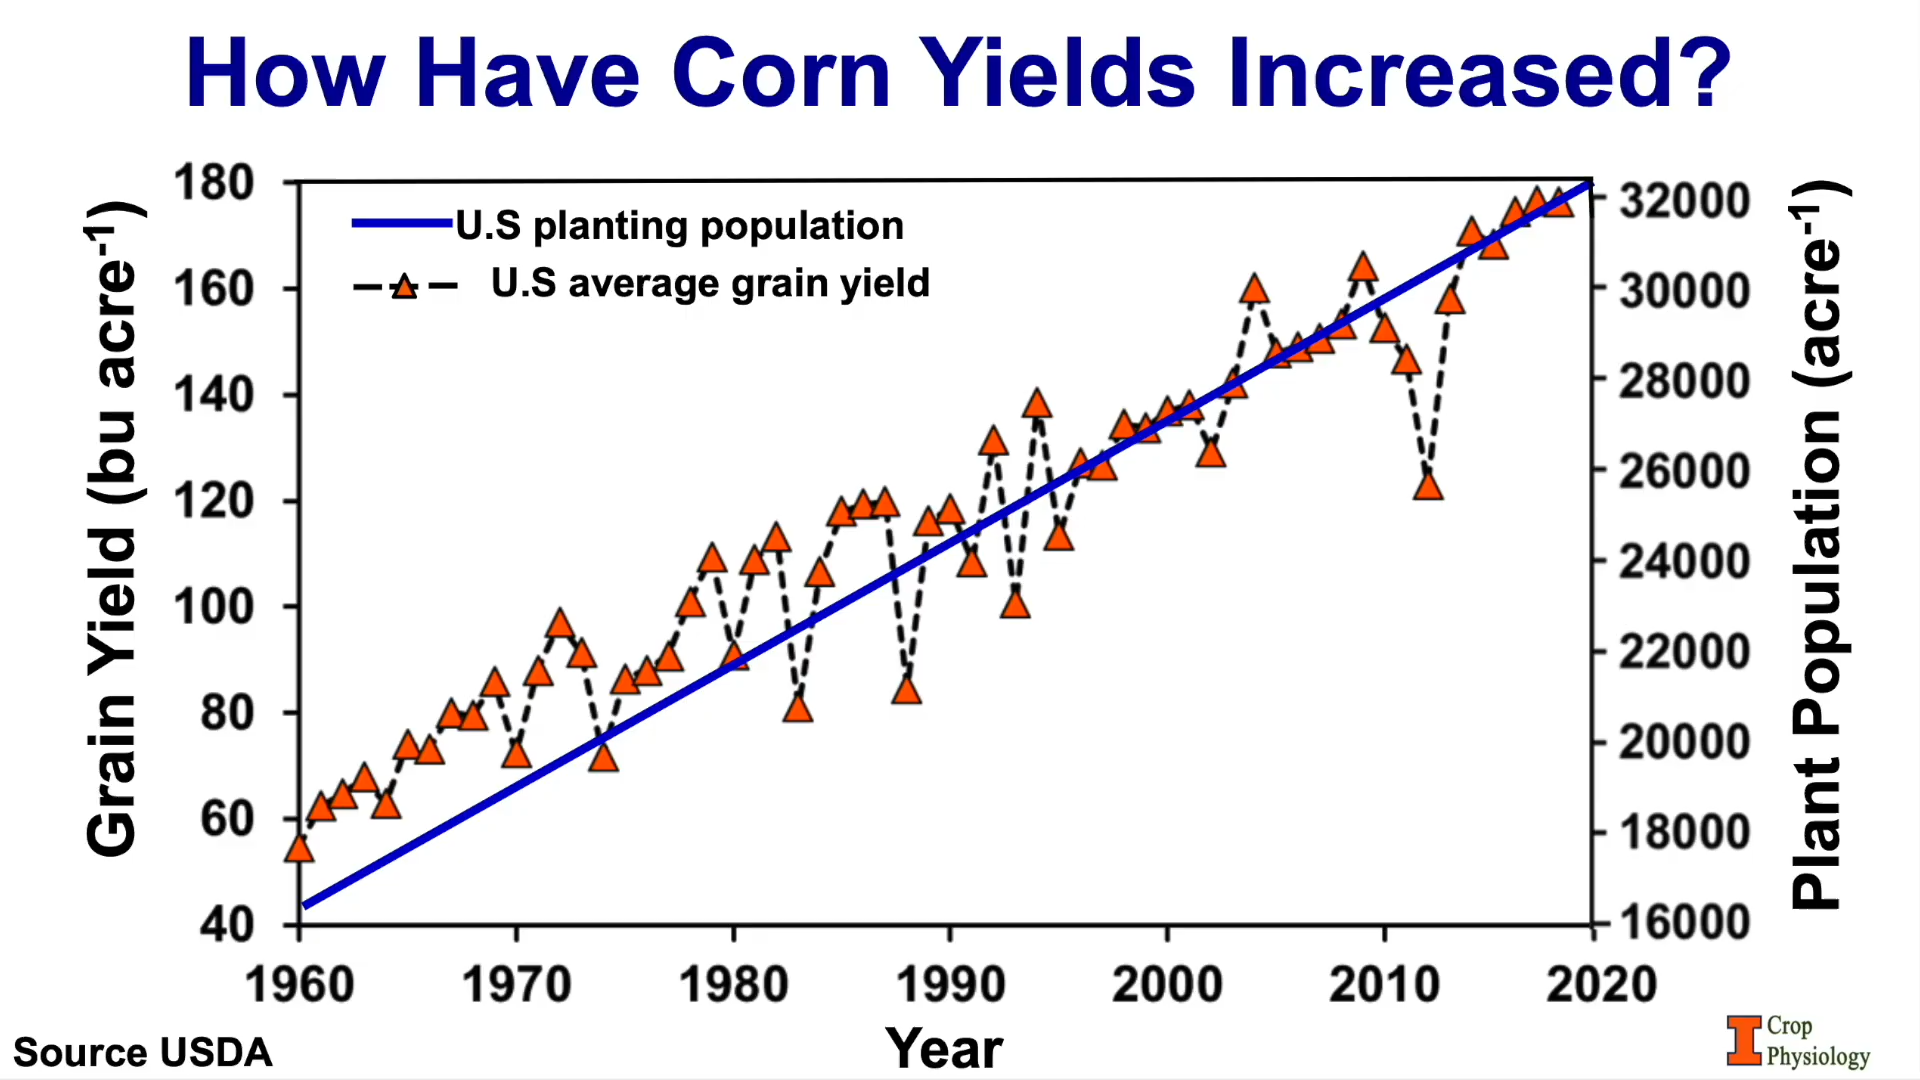 How Have Corn Yields Increased?
180
160
140
120
100
80
60
40
Grain Yield (bu acre-1)
U.S planting population
U.S average grain yield
32000
30000
28000
26000
24000
22000
20000
18000
16000
Plant Population (acre-1)
1960 1970 1980 1990 2000 2010 2020
Year
Source USDA
I Crop
Physiology